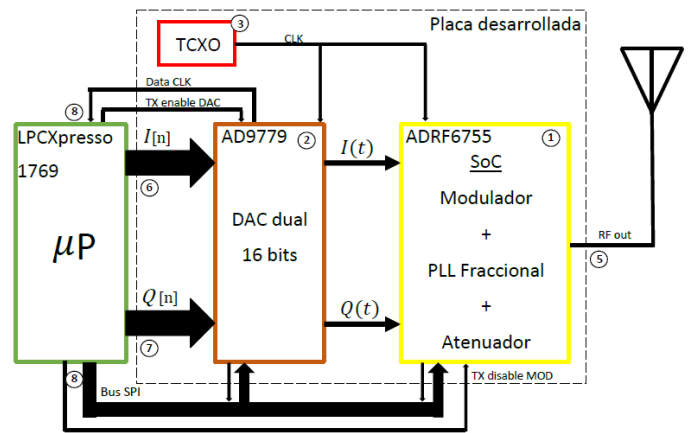 Placa desarrollada
3
TCXO
CLK
Data CLK
8
TX enable DAC
LPCXpresso
1769
I[n]
6
AD9779
2
I(t)
ADRF6755
1
SoC
Modulador
+
PLL Fraccional
+
Atenuador
μP
DAC dual
16 bits
RF out
5
Q[n]
7
Q(t)
8
Bus SPI
TX disable MOD